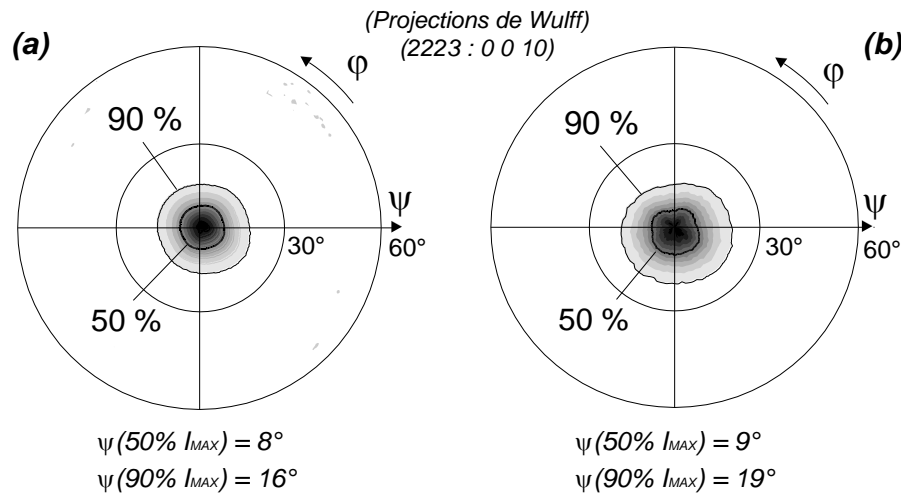 (Projections de Wulff)
(2223 : 0 0 10)
(a)
φ
90 %
ψ
30°
60°
50 %
ψ(50% IMAX) = 8°
ψ(90% IMAX) = 16°
(b)
φ
90 %
ψ
30°
60°
50 %
ψ(50% IMAX) = 9°
ψ(90% IMAX) = 19°